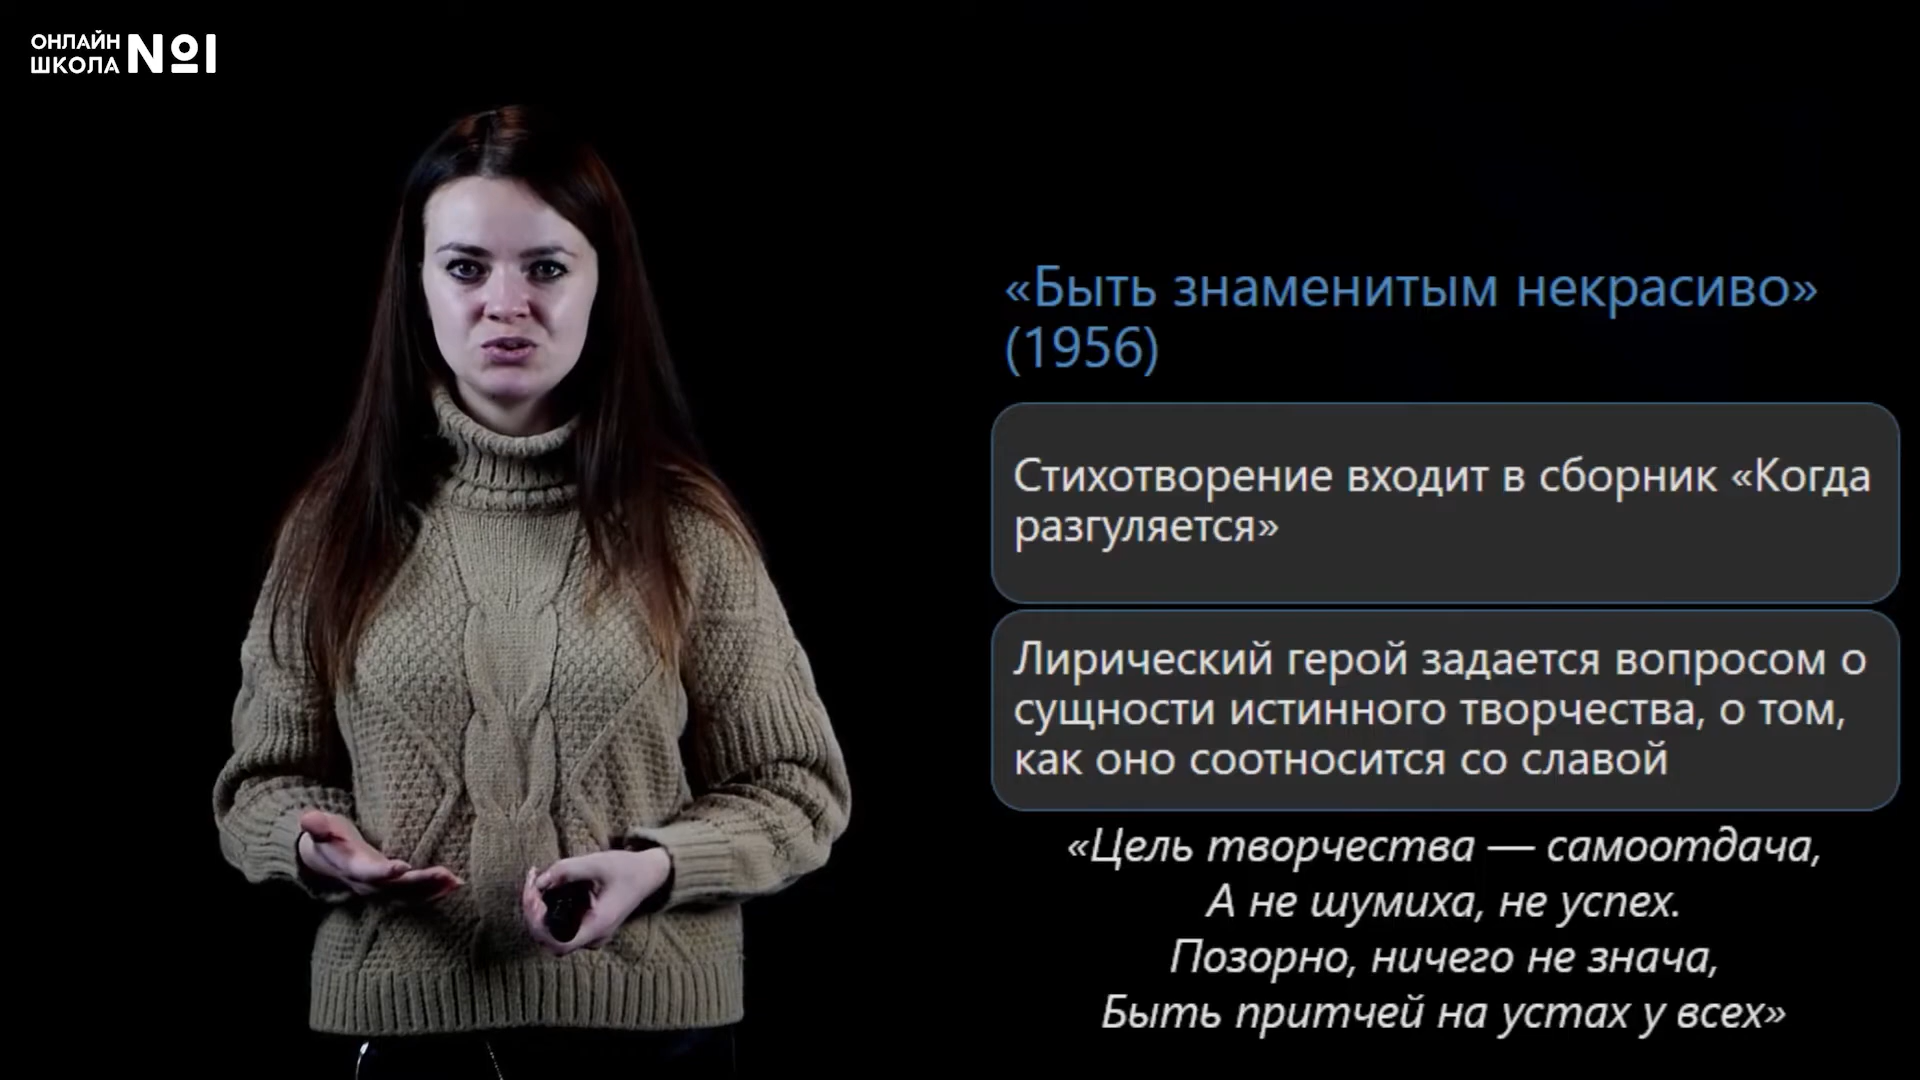 ОНЛАЙН
ШКОЛА №1
«Быть знаменитым некрасиво»
(1956)
Стихотворение входит в сборник «Когда
разгуляется»
Лирический герой задается вопросом о
сущности истинного творчества, о том,
как оно соотносится со славой
«Цель творчества — самоотдача,
А не шумиха, не успех.
Позорно, ничего не знача,
Быть притчей на устах у всех»